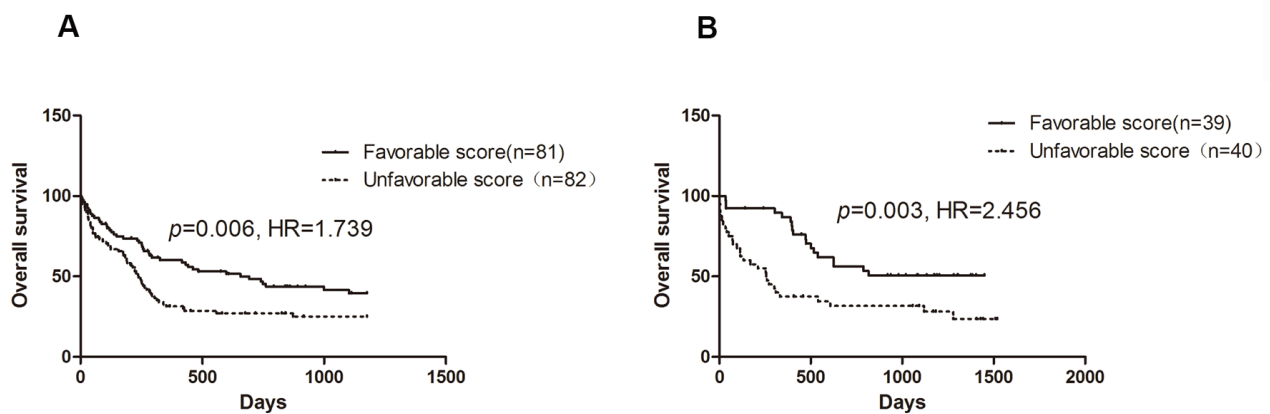 A
B
150
100
50
0
Overall survival
Favorable score(n=81)
Unfavorable score（n=82）
p=0.006, HR=1.739
0
500
1000
1500
Days
150
100
50
0
Overall survival
Favorable score(n=39)
Unfavorable score（n=40）
p=0.003, HR=2.456
0
500
1000
1500
2000
Days